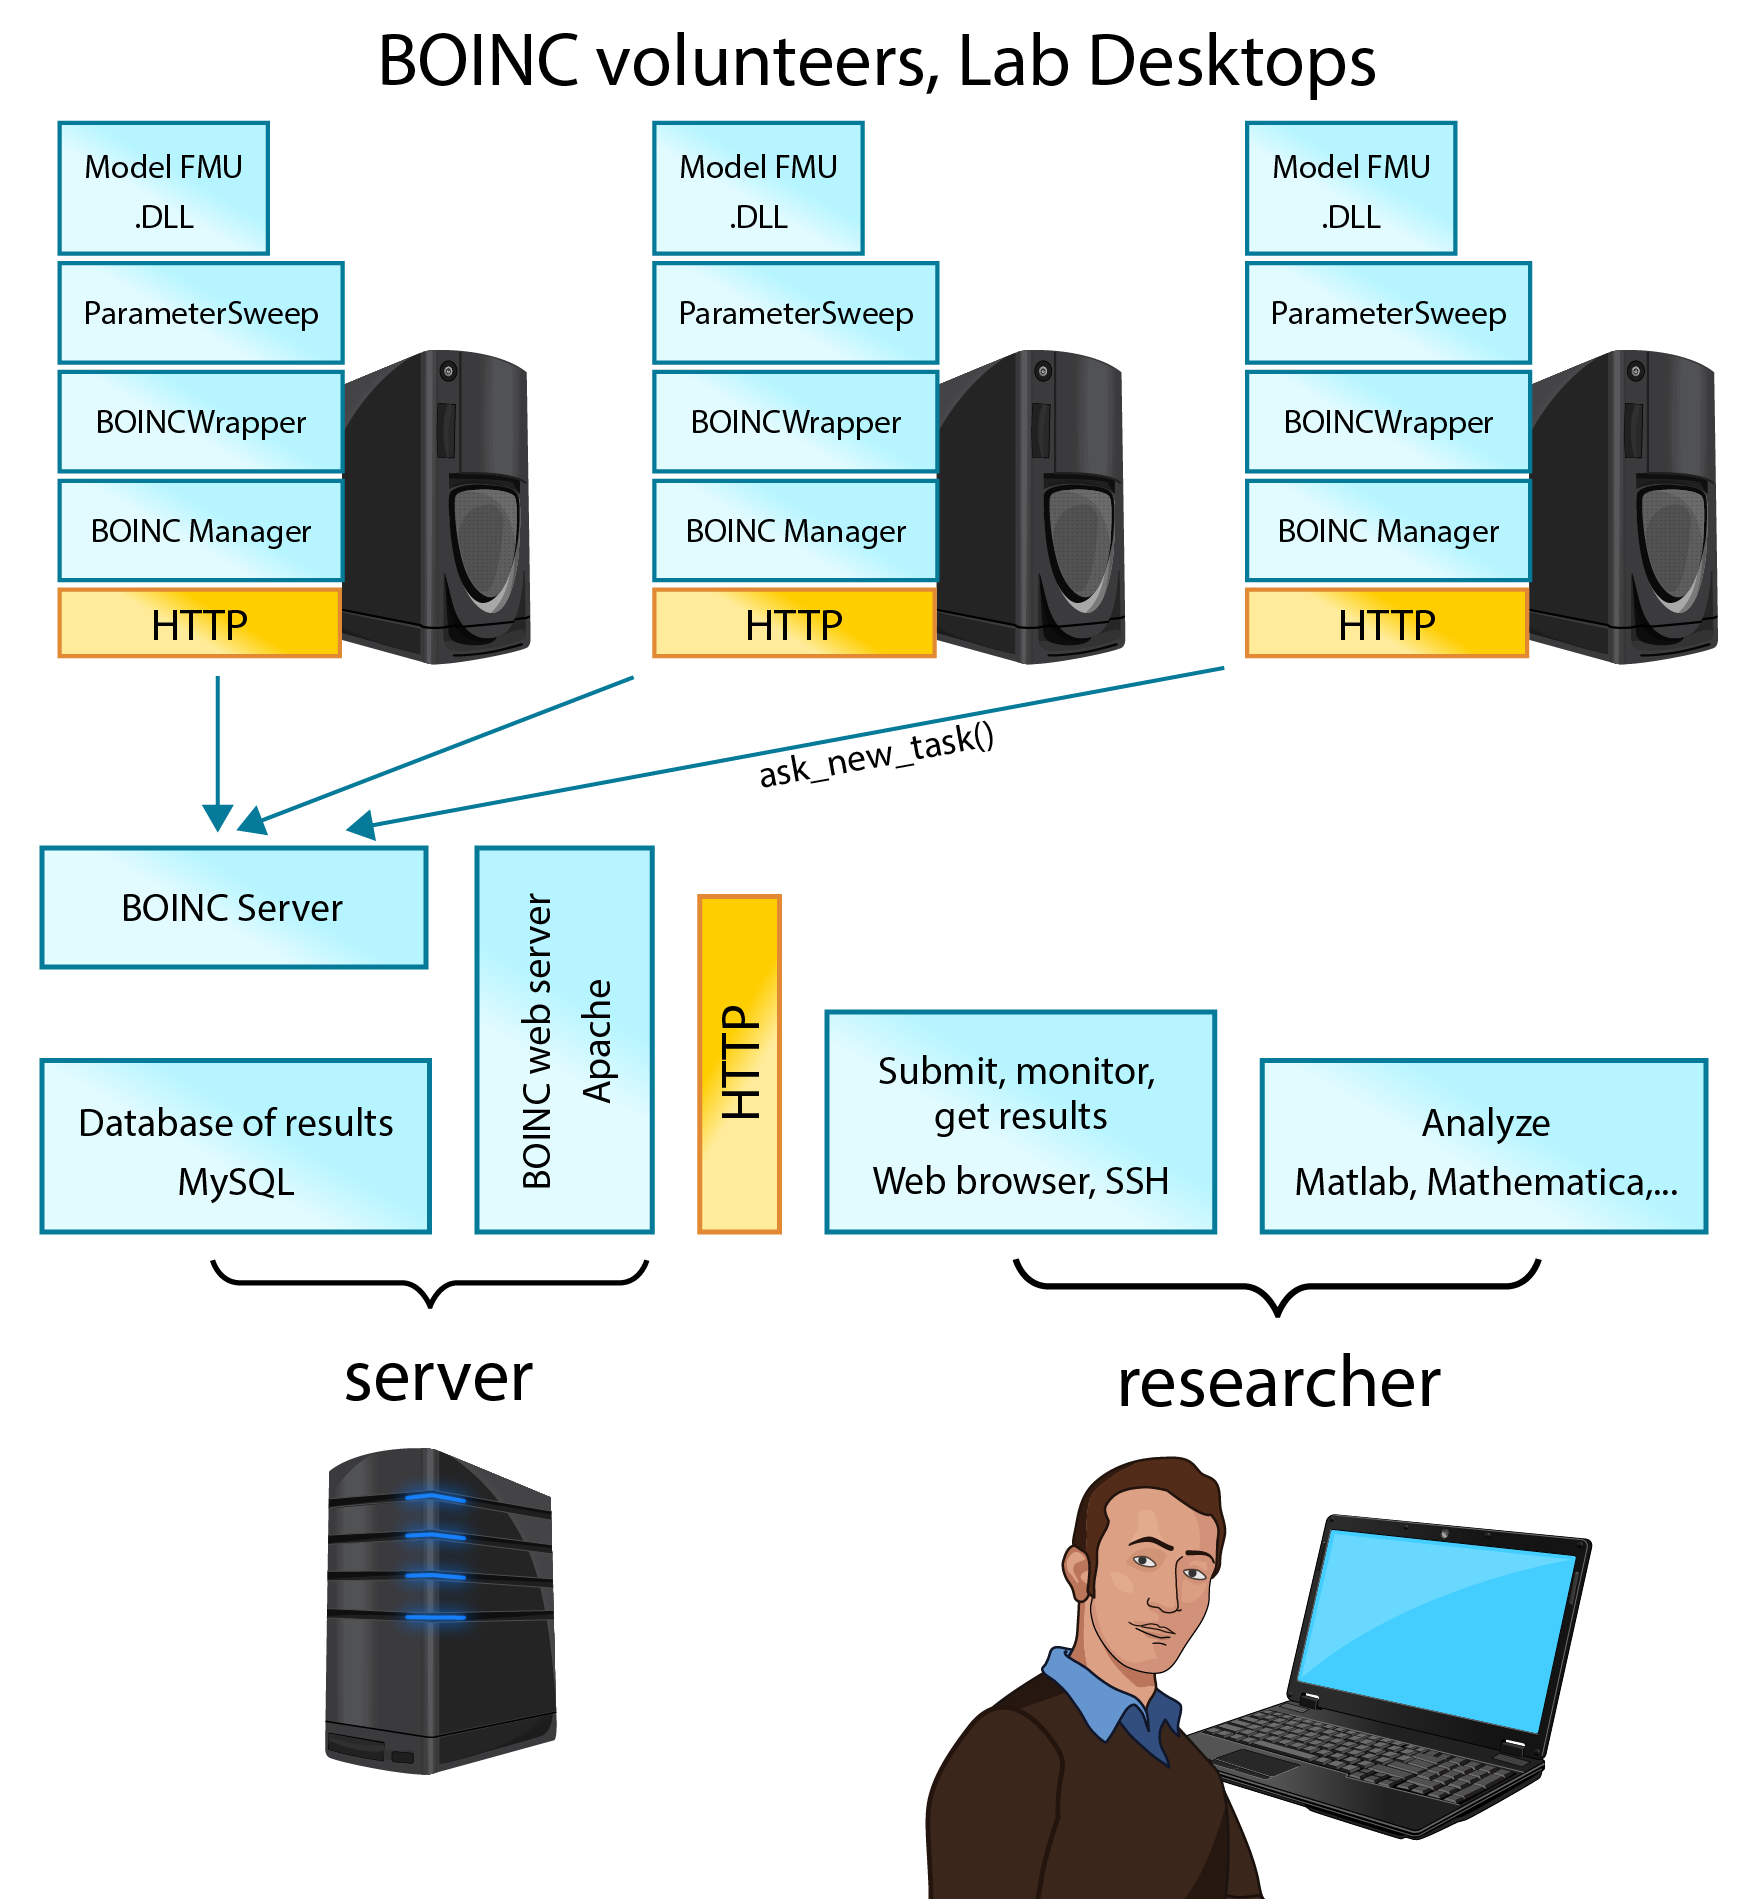 BOINC volunteers, Lab Desktops
Model FMU
.DLL
ParameterSweep
BOINCWrapper
BOINC Manager
HTTP
Model FMU
.DLL
ParameterSweep
BOINCWrapper
BOINC Manager
HTTP
Model FMU
.DLL
ParameterSweep
BOINCWrapper
BOINC Manager
HTTP
ask_new_task()
BOINC Server
Database of results
MySQL
BOINC web server
Apache
HTTP
Submit, monitor,
get results
Web browser, SSH
Analyze
Matlab, Mathematica,...
server
researcher